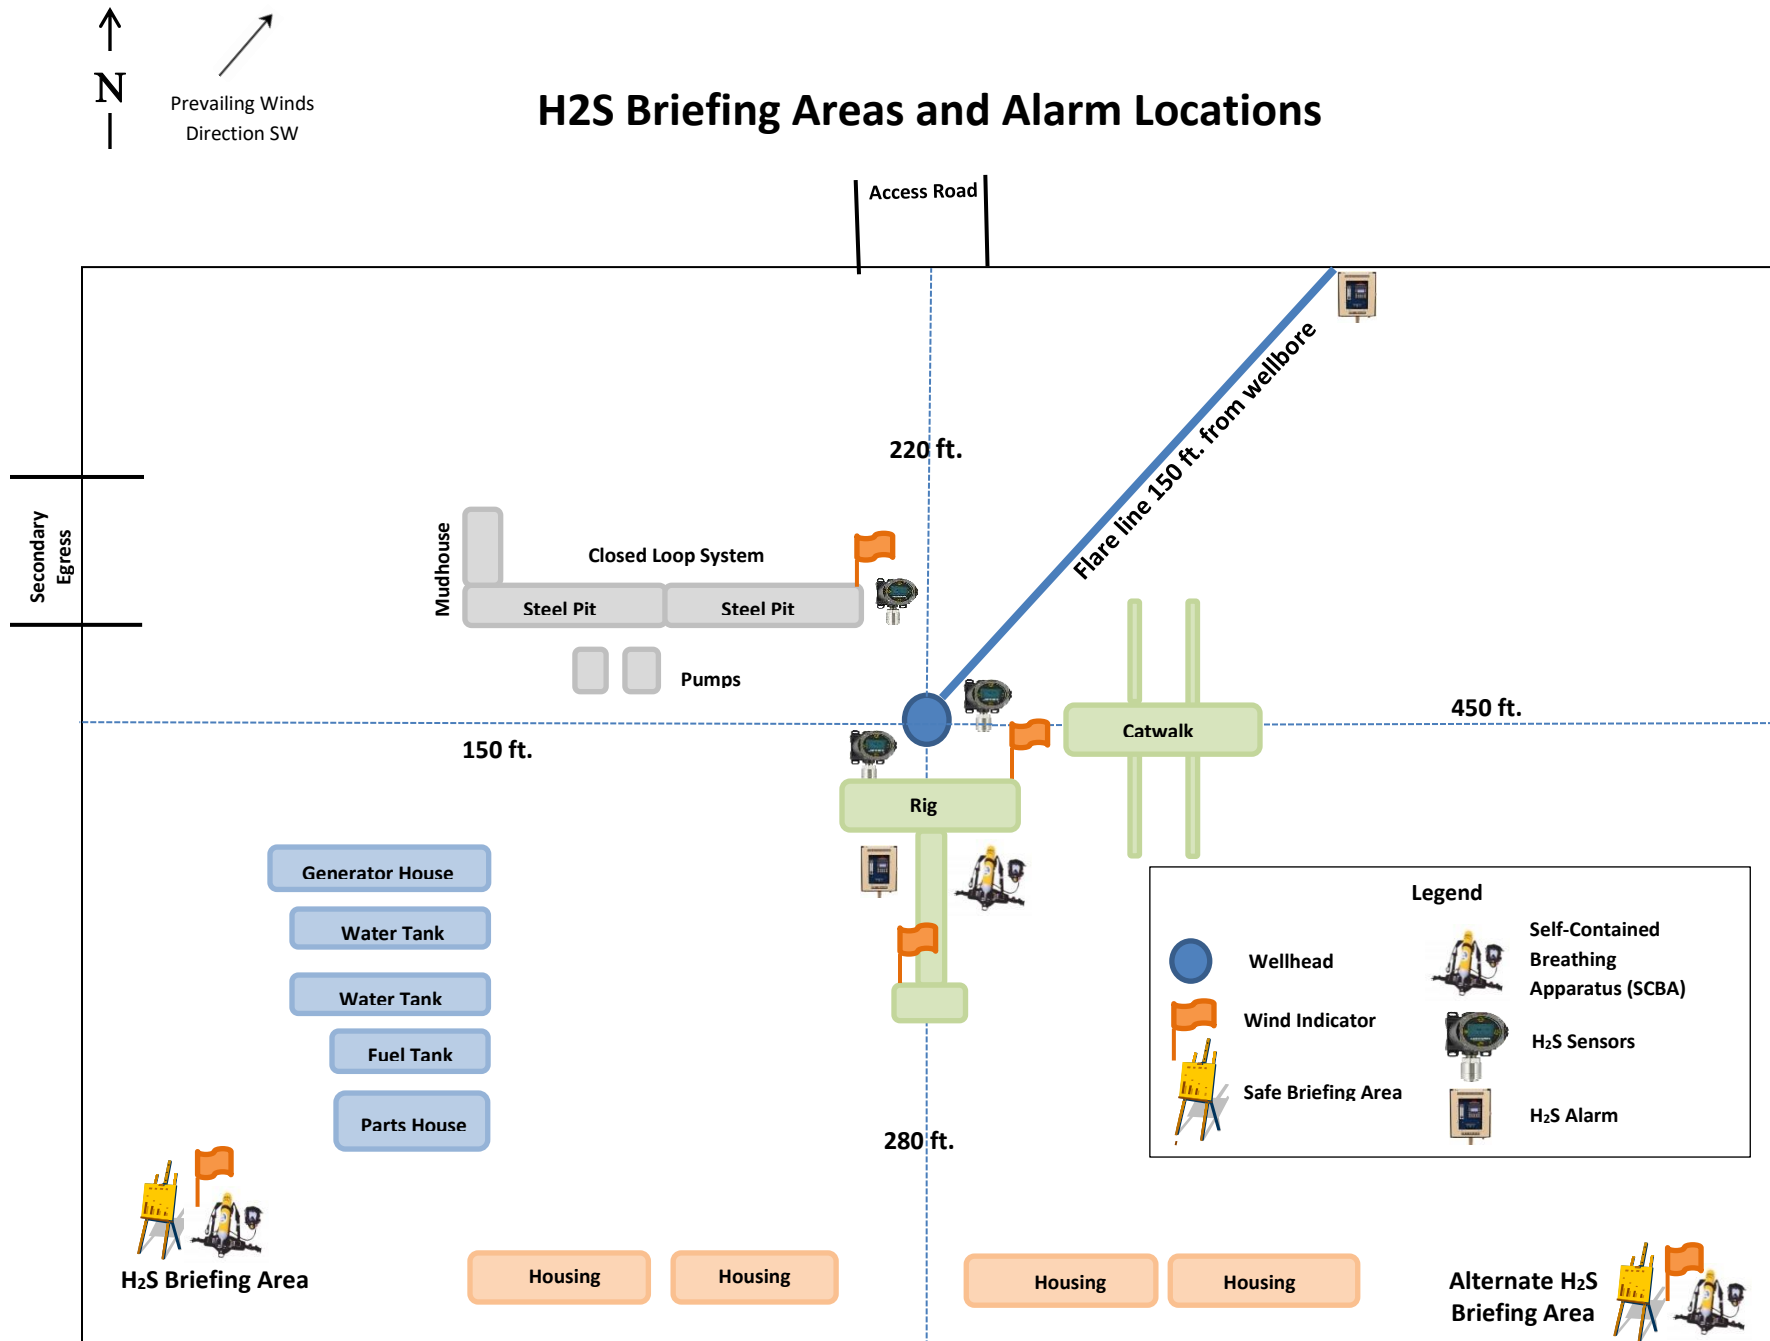 N
Prevailing Winds
Direction SW
H2S Briefing Areas and Alarm Locations
Access Road
Flare line 150 ft. from wellbore
220 ft.
Secondary
Egress
Mudhouse
Closed Loop System
Steel Pit
Steel Pit
Pumps
450 ft.
150 ft.
Catwalk
Rig
Generator House
Water Tank
Water Tank
Fuel Tank
Parts House
280 ft.
Legend
Wellhead
Self-Contained
Breathing
Apparatus (SCBA)
Wind Indicator
H2S Sensors
Safe Briefing Area
H2S Alarm
H2S Briefing Area
Housing
Housing
Housing
Housing
Alternate H2S
Briefing Area